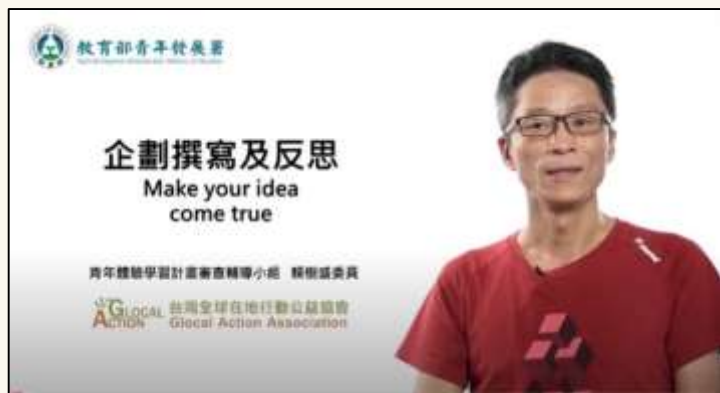 教育部青年發展署
企劃撰寫及反思
Make your idea
come true
青年體驗學習計畫審查輔導小組 賴樹盛委員
GLOCAL ACTION
台灣全球在地行動公益協會
Glocal Action Association